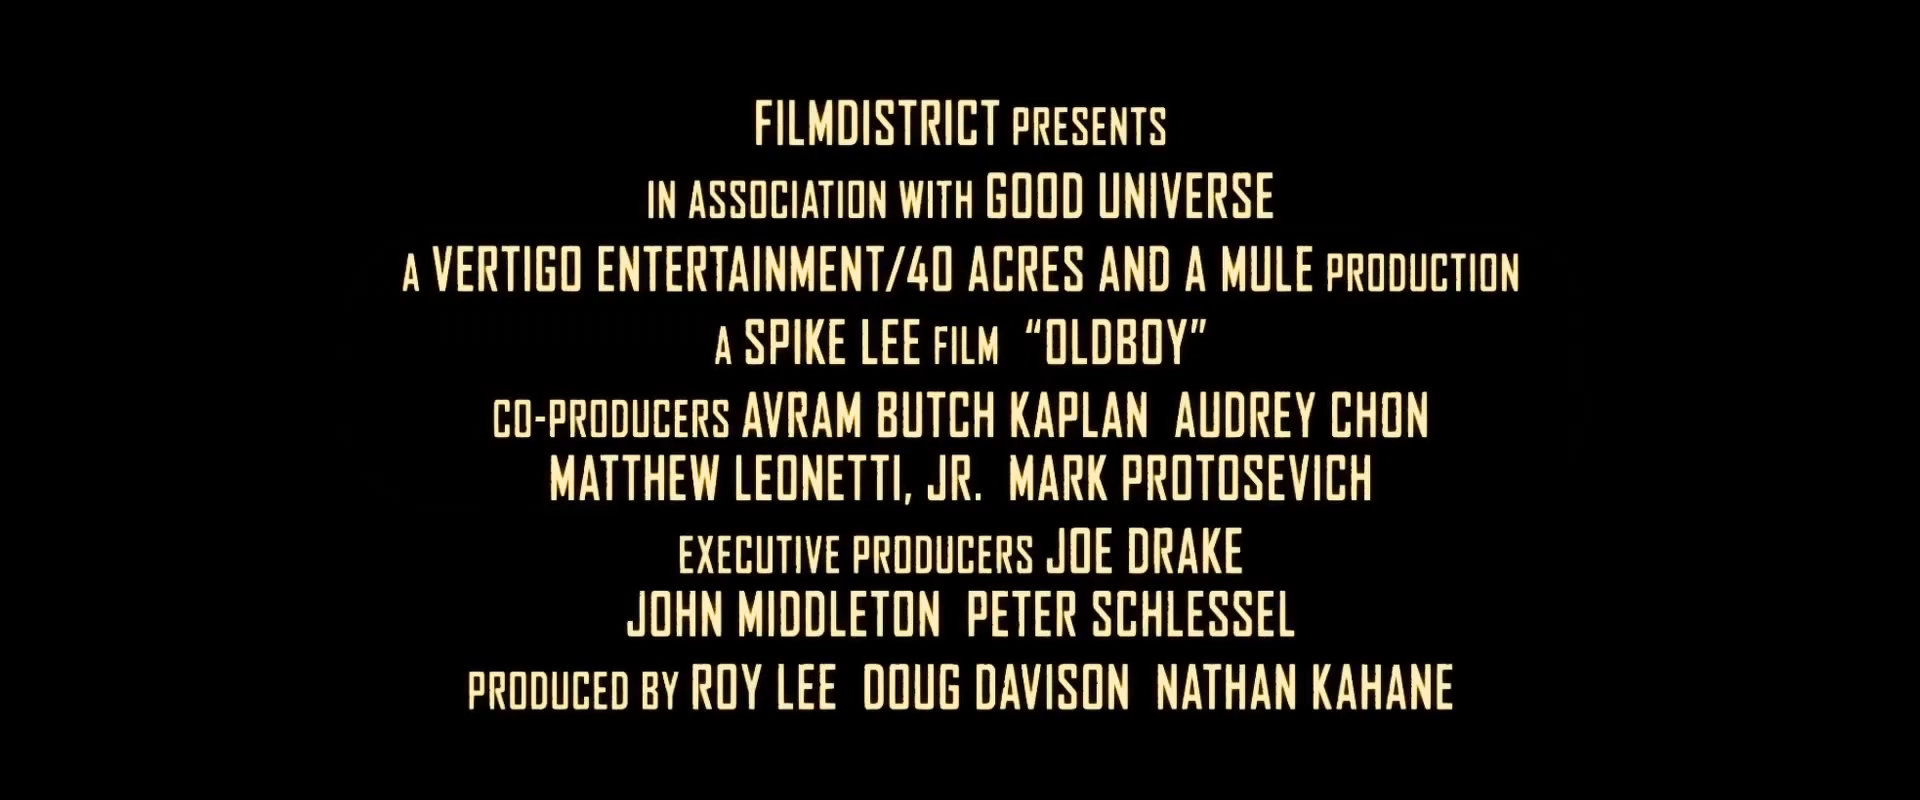 FILMDISTRICT PRESENTS
IN ASSOCIATION WITH GOOD UNIVERSE
A VERTIGO ENTERTAINMENT/40 ACRES AND A MULE PRODUCTION
A SPIKE LEE FILM “OLDBOY”
CO-PRODUCERS AVRAM BUTCH KAPLAN AUDREY CHON
MATTHEW LEONETTI, JR. MARK PROTOSEVICH
EXECUTIVE PRODUCERS JOE DRAKE
JOHN MIDDLETON PETER SCHLESSEL
PRODUCED BY ROY LEE DOUG DAVISON NATHAN KAHANE